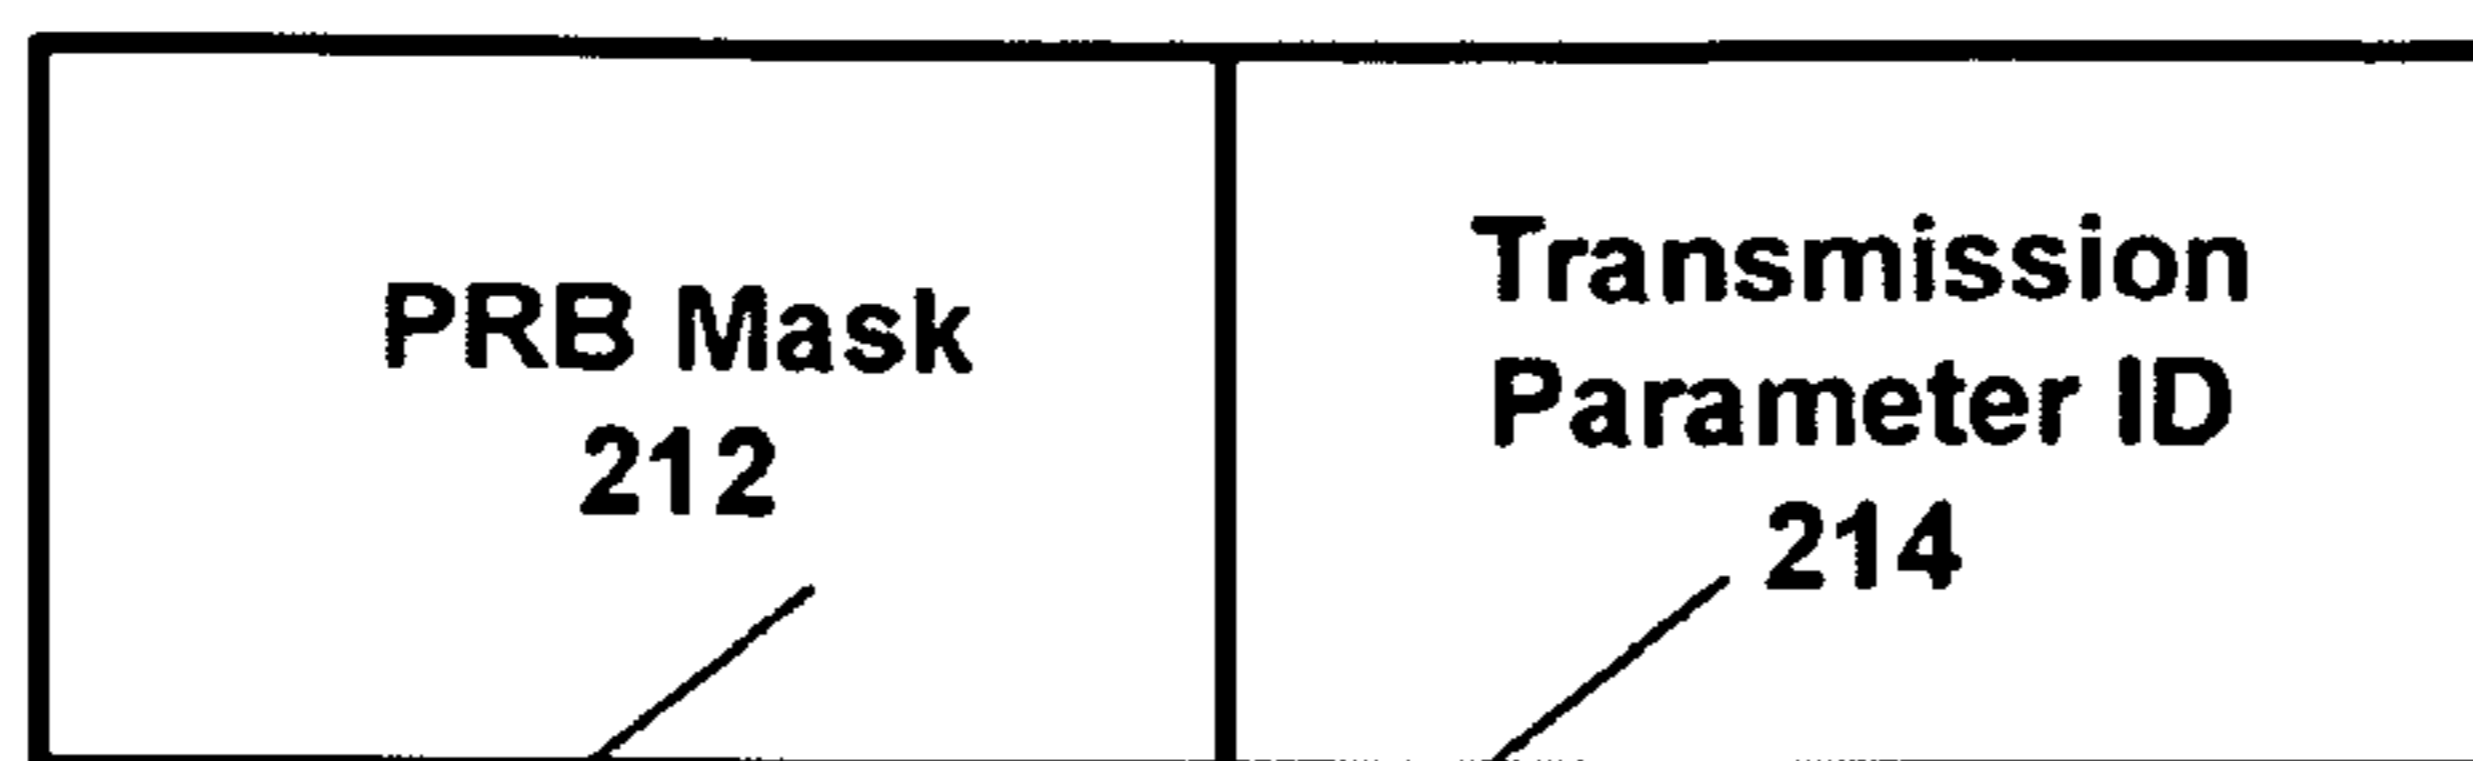 PRB Mask
212
Transmission
Parameter ID
214